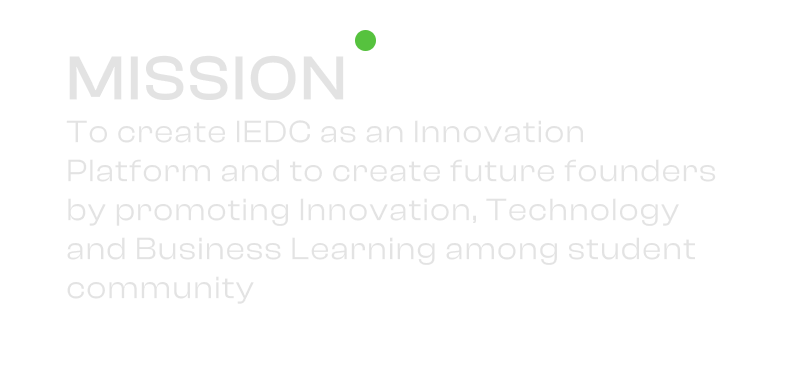 MISSION
To create IEDC as an Innovation
Platform and to create future founders
by promoting Innovation, Technology
and Business Learning among student
community